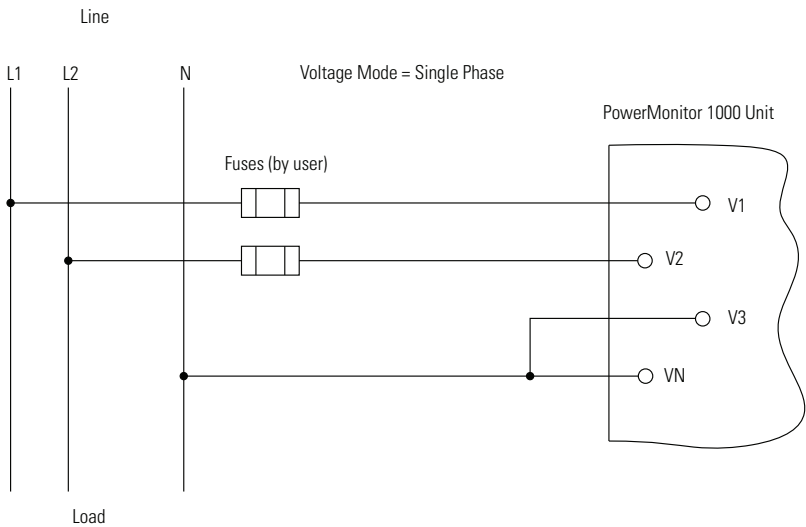 Line
L1
L2
N
Voltage Mode = Single Phase
PowerMonitor 1000 Unit
Fuses (by user)
V1
V2
V3
VN
Load